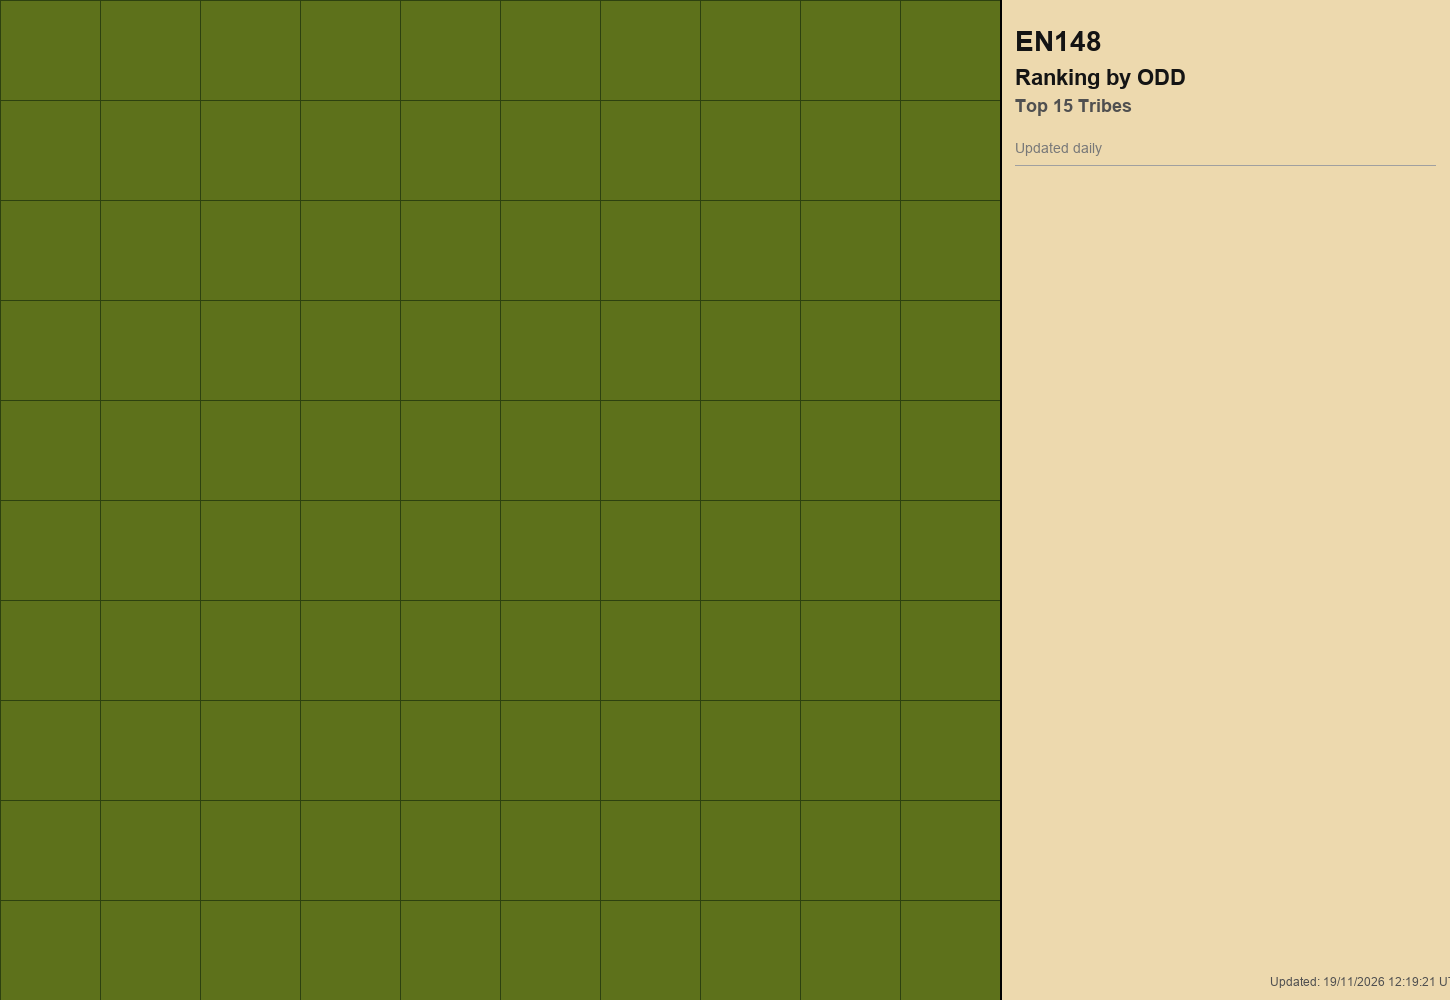 EN148
Ranking by ODD
Top 15 Tribes
Updated daily
Updated: 19/11/2026 12:19:21